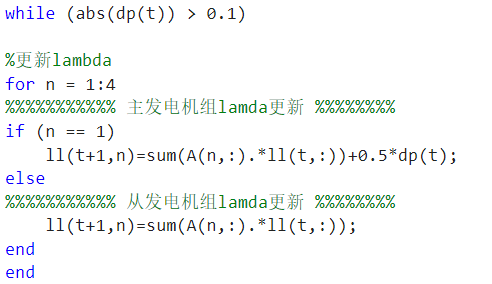 while (abs(dp(t)) > 0.1)
%更新lambda
for n = 1:4
%%%%%%%%%%% 主发电机组lamda更新 %%%%%%%%
if (n == 1)
ll(t+1,n)=sum(A(n,:).*ll(t,:))+0.5*dp(t);
else
%%%%%%%%%%% 从发电机组lamda更新 %%%%%%%%
ll(t+1,n)=sum(A(n,:).*ll(t,:));
end
end